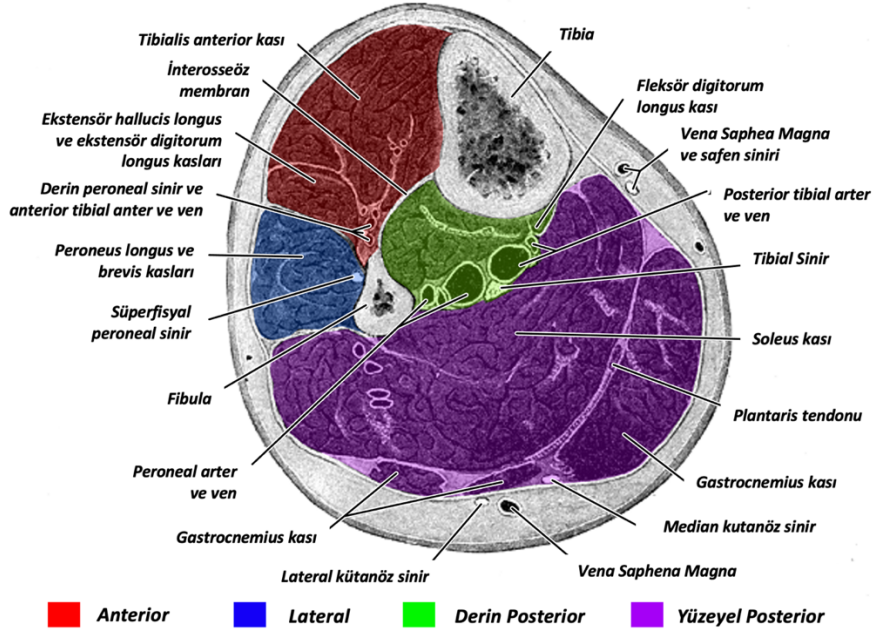 Tibialis anterior kası
İnterosseöz
membran
Ekstensör hallucis longus
ve ekstensör digitorum
longus kasları
Derin peroneal sinir ve
anterior tibial anter ve ven
Peroneus longus ve
brevis kasları
Süperfisyal
peroneal sinir
Fibula
Peroneal arter
ve ven
Gastrocnemius kası
Lateral kütanöz sinir
Tibia
Fleksör digitorum
longus kası
Vena Saphea Magna
ve safen siniri
Posterior tibial arter
ve ven
Tibial Sinir
Soleus kası
Plantaris tendonu
Gastrocnemius kası
Median kutanöz sinir
Vena Saphena Magna
Anterior
Lateral
Derin Posterior
Yüzeyel Posterior